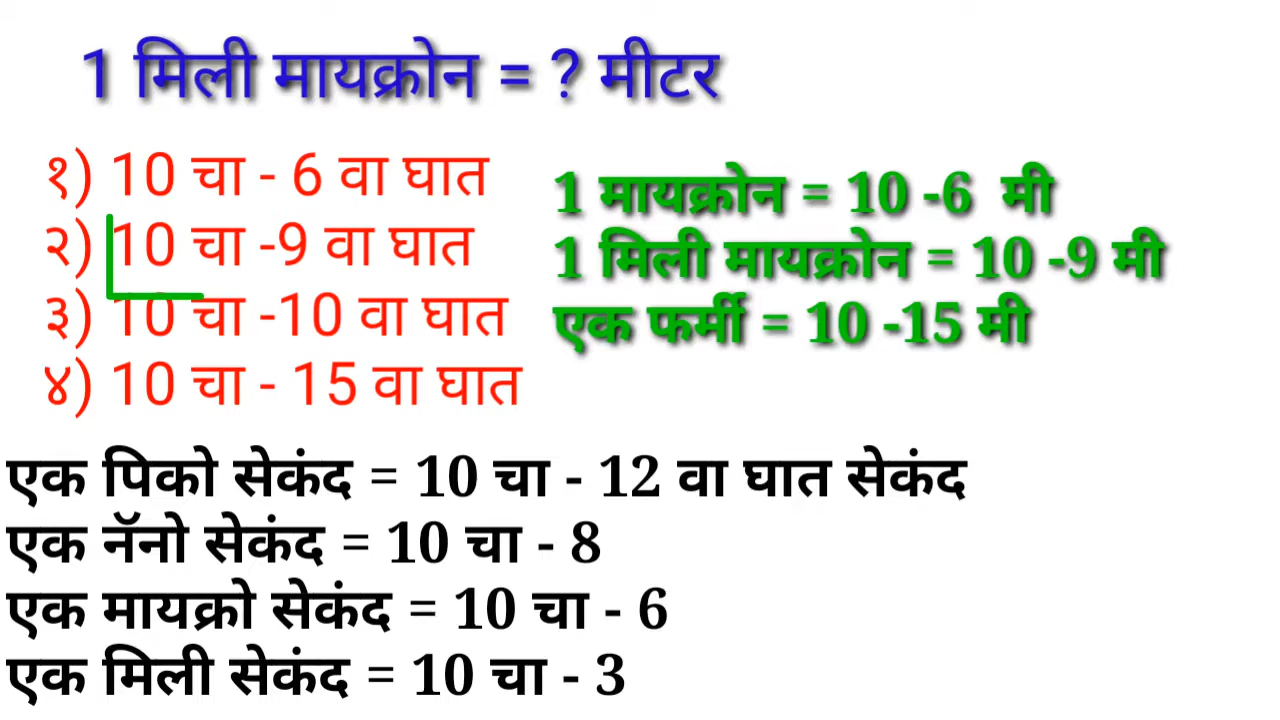 1 मिली मायक्रोन = ? मीटर
१) 10 चा - 6 वा घात
२) 10 चा -9 वा घात
३) 10 चा -10 वा घात
४) 10 चा - 15 वा घात
1 मायक्रोन = 10 -6 मी
1 मिली मायक्रोन = 10 -9 मी
एक फर्मी = 10 -15 मी
एक पिको सेकंद = 10 चा - 12 वा घात सेकंद
एक नॅनो सेकंद = 10 चा - 8
एक मायक्रो सेकंद = 10 चा - 6
एक मिली सेकंद = 10 चा - 3